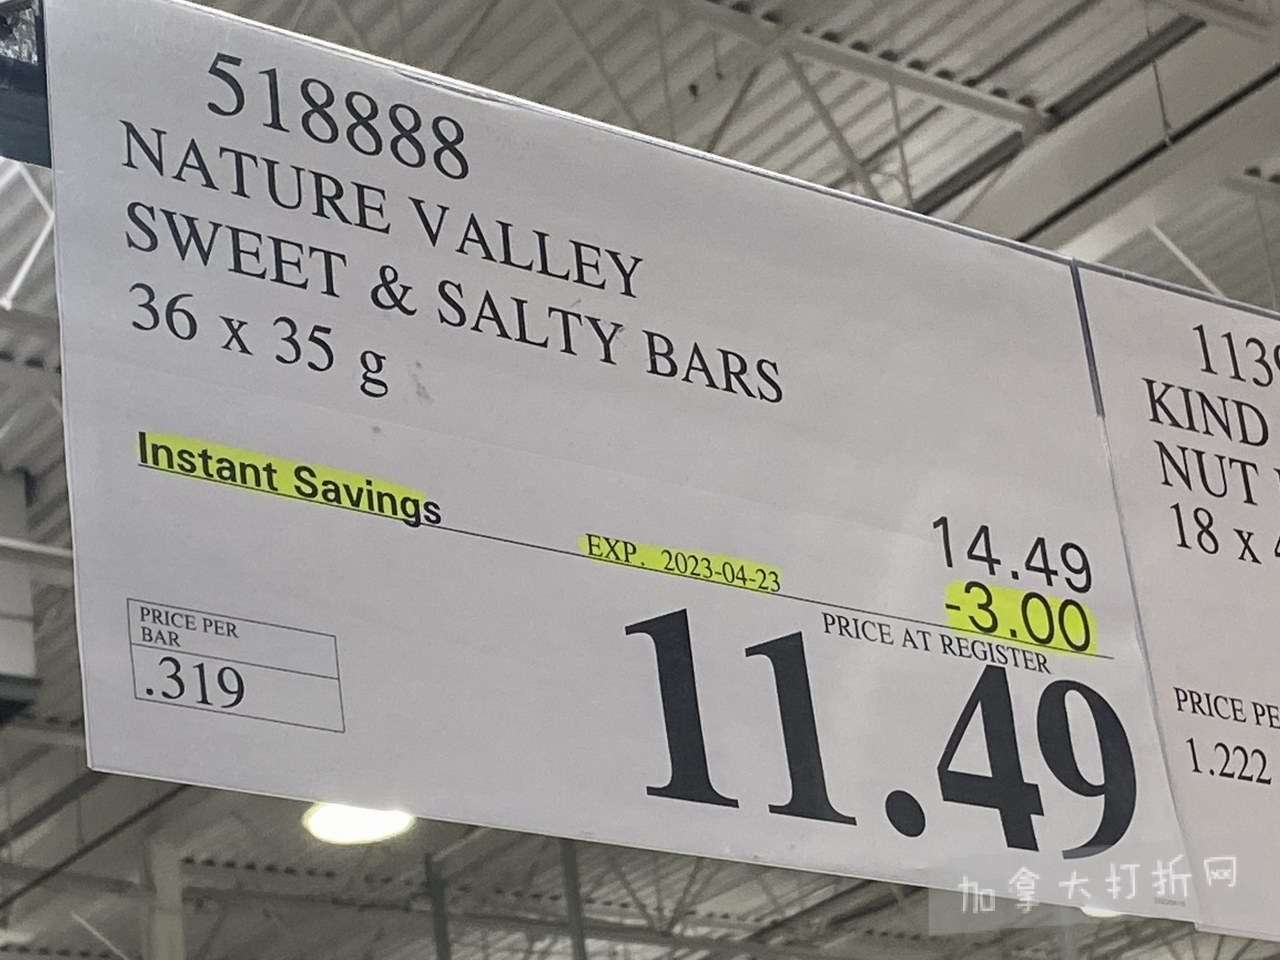 518888
NATURE VALLEY
SWEET & SALTY BARS
36 x 35 g
Instant Savings
EXP. 2023-04-23
14.49
-3.00
PRICE AT REGISTER
11.49
PRICE PER
BAR
.319
KIND
NUT
18 x
PRICE
1.222
加拿大打折网